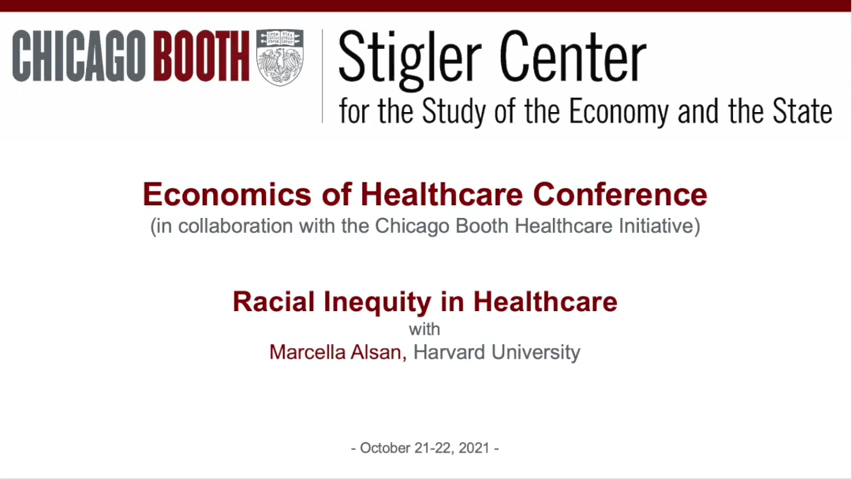 CHICAGO BOOTH
Stigler Center
for the Study of the Economy and the State
Economics of Healthcare Conference
(in collaboration with the Chicago Booth Healthcare Initiative)
Racial Inequity in Healthcare
with
Marcella Alsan, Harvard University
- October 21-22, 2021 -